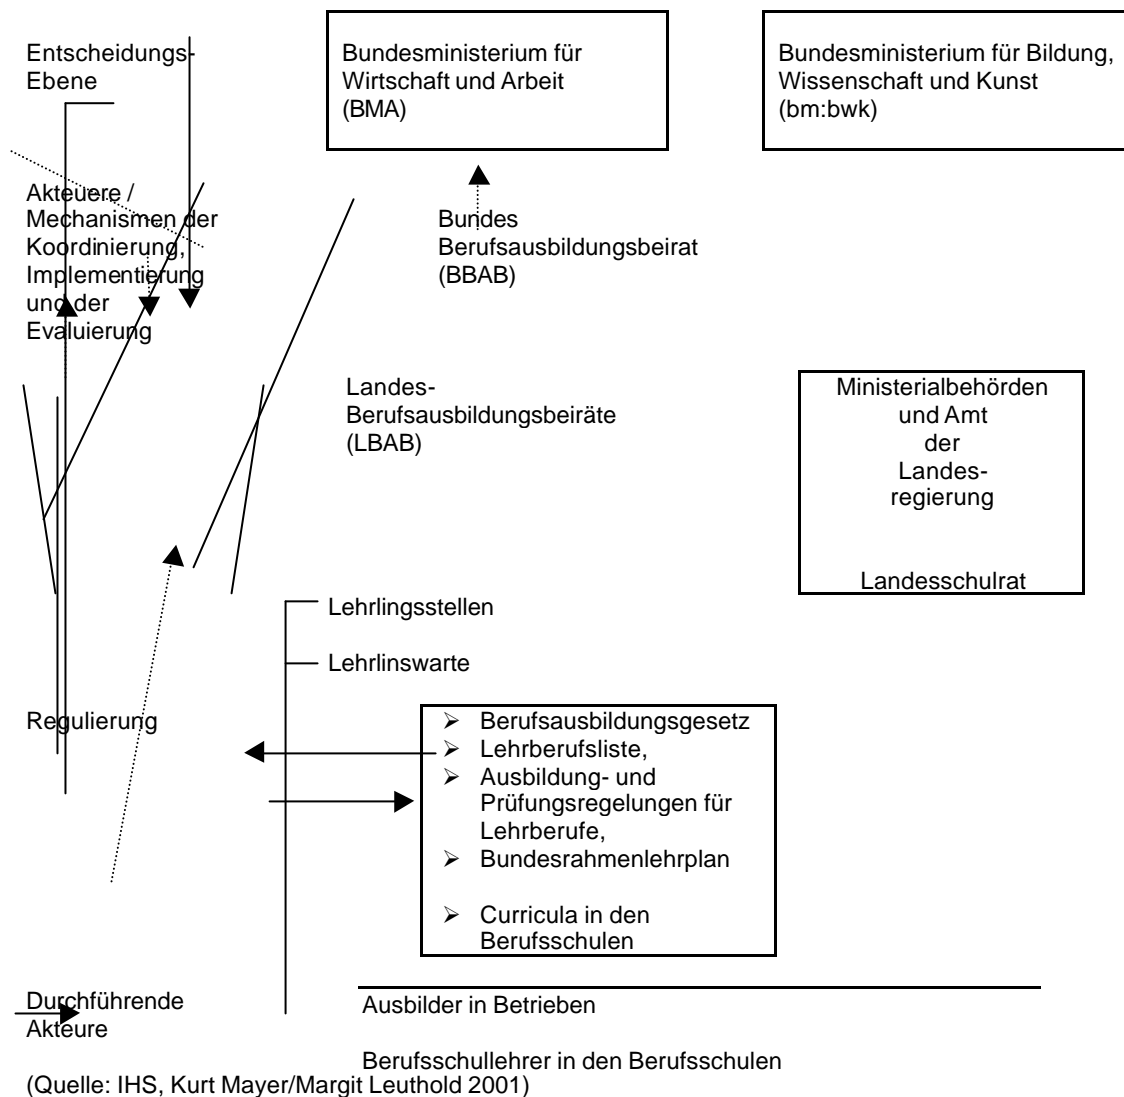 Entscheidungs-
Ebene
Bundesministerium für
Wirtschaft und Arbeit
(BMA)
Bundesministerium für Bildung,
Wissenschaft und Kunst
(bm:bwk)
Akteuere /
Mechanismen der
Koordinierung,
Implementierung
und der
Evaluierung
Bundes
Berufsausbildungsbeirat
(BBAB)
Landes-
Berufsausbildungsbeiräte
(LBAB)
Ministerialbehörden
und Amt
der
Landes-
regierung
Landesschulrat
Lehrlingsstellen
Lehrlinswarte
Regulierung
➢ Berufsausbildungsgesetz
➢ Lehrberufsliste,
➢ Ausbildung- und
Prüfungsregelungen für
Lehrberufe,
➢ Bundesrahmenlehrplan
➢ Curricula in den
Berufsschulen
Durchführende
Akteure
Ausbilder in Betrieben
Berufsschullehrer in den Berufsschulen
(Quelle: IHS, Kurt Mayer/Margit Leuthold 2001)